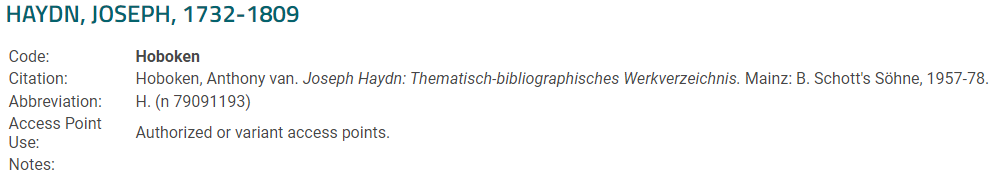 HAYDN, JOSEPH, 1732-1809
Code: Hoboken
Citation: Hoboken, Anthony van. Joseph Haydn: Thematisch-bibliographisches Werkverzeichnis. Mainz: B. Schott's Söhne, 1957-78.
Abbreviation: H. (n 79091193)
Access Point
Use: Authorized or variant access points.
Notes: